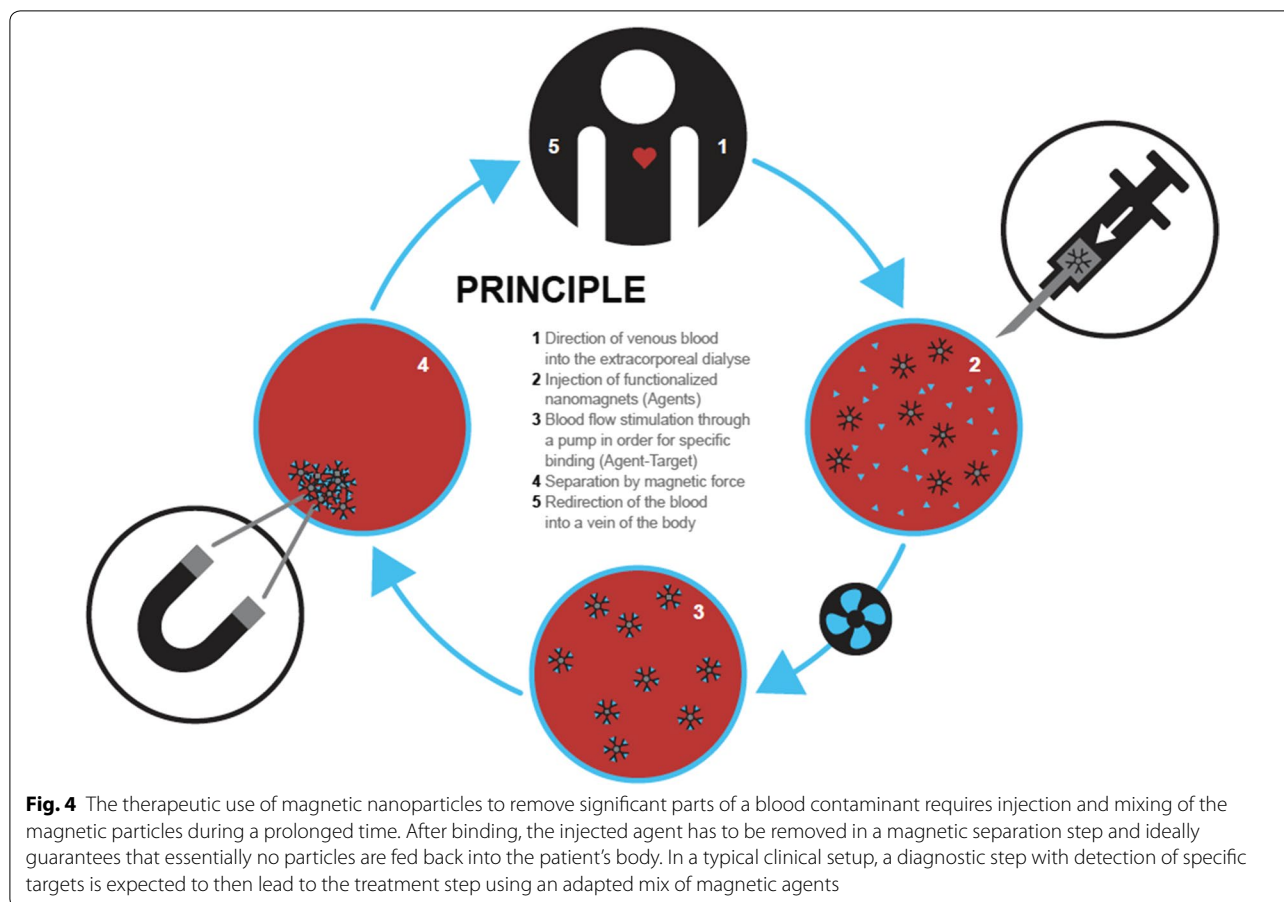 5
1
PRINCIPLE
1 Direction of venous blood
into the extracorporeal dialyse
2 Injection of functionalized
nanomagnets (Agents)
3 Blood flow stimulation through
a pump in order for specific
binding (Agent-Target)
4 Separation by magnetic force
5 Redirection of the blood
into a vein of the body
4
2
3
Fig. 4 The therapeutic use of magnetic nanoparticles to remove significant parts of a blood contaminant requires injection and mixing of the
magnetic particles during a prolonged time. After binding, the injected agent has to be removed in a magnetic separation step and ideally
guarantees that essentially no particles are fed back into the patient's body. In a typical clinical setup, a diagnostic step with detection of specific
targets is expected to then lead to the treatment step using an adapted mix of magnetic agents